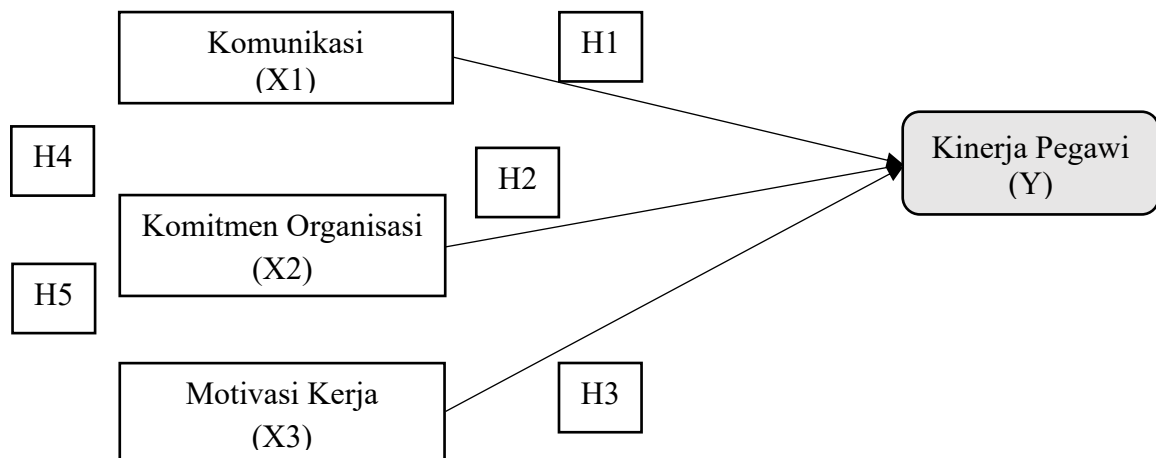 Komunikasi
(X1)
H1
H4
Kinerja Pegawi
(Y)
H2
Komitmen Organisasi
(X2)
H5
Motivasi Kerja
(X3)
H3